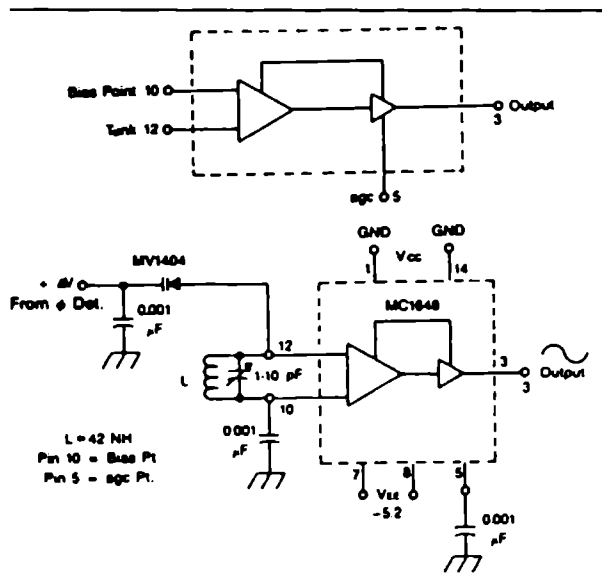 Bias Point 10
Tank 12
Output
3
agc 5
GND
GND
VCC
1
14
MV1404
MC1648
+ ΔV
From φ Det.
0.001
μF
12
L
1-10 pF
3
3
Output
10
0.001
μF
L = 42 NH
Pin 10 = Bias Pt
Pin 5 = agc Pt.
7
8
5
VEE
-5.2
0.001
μF